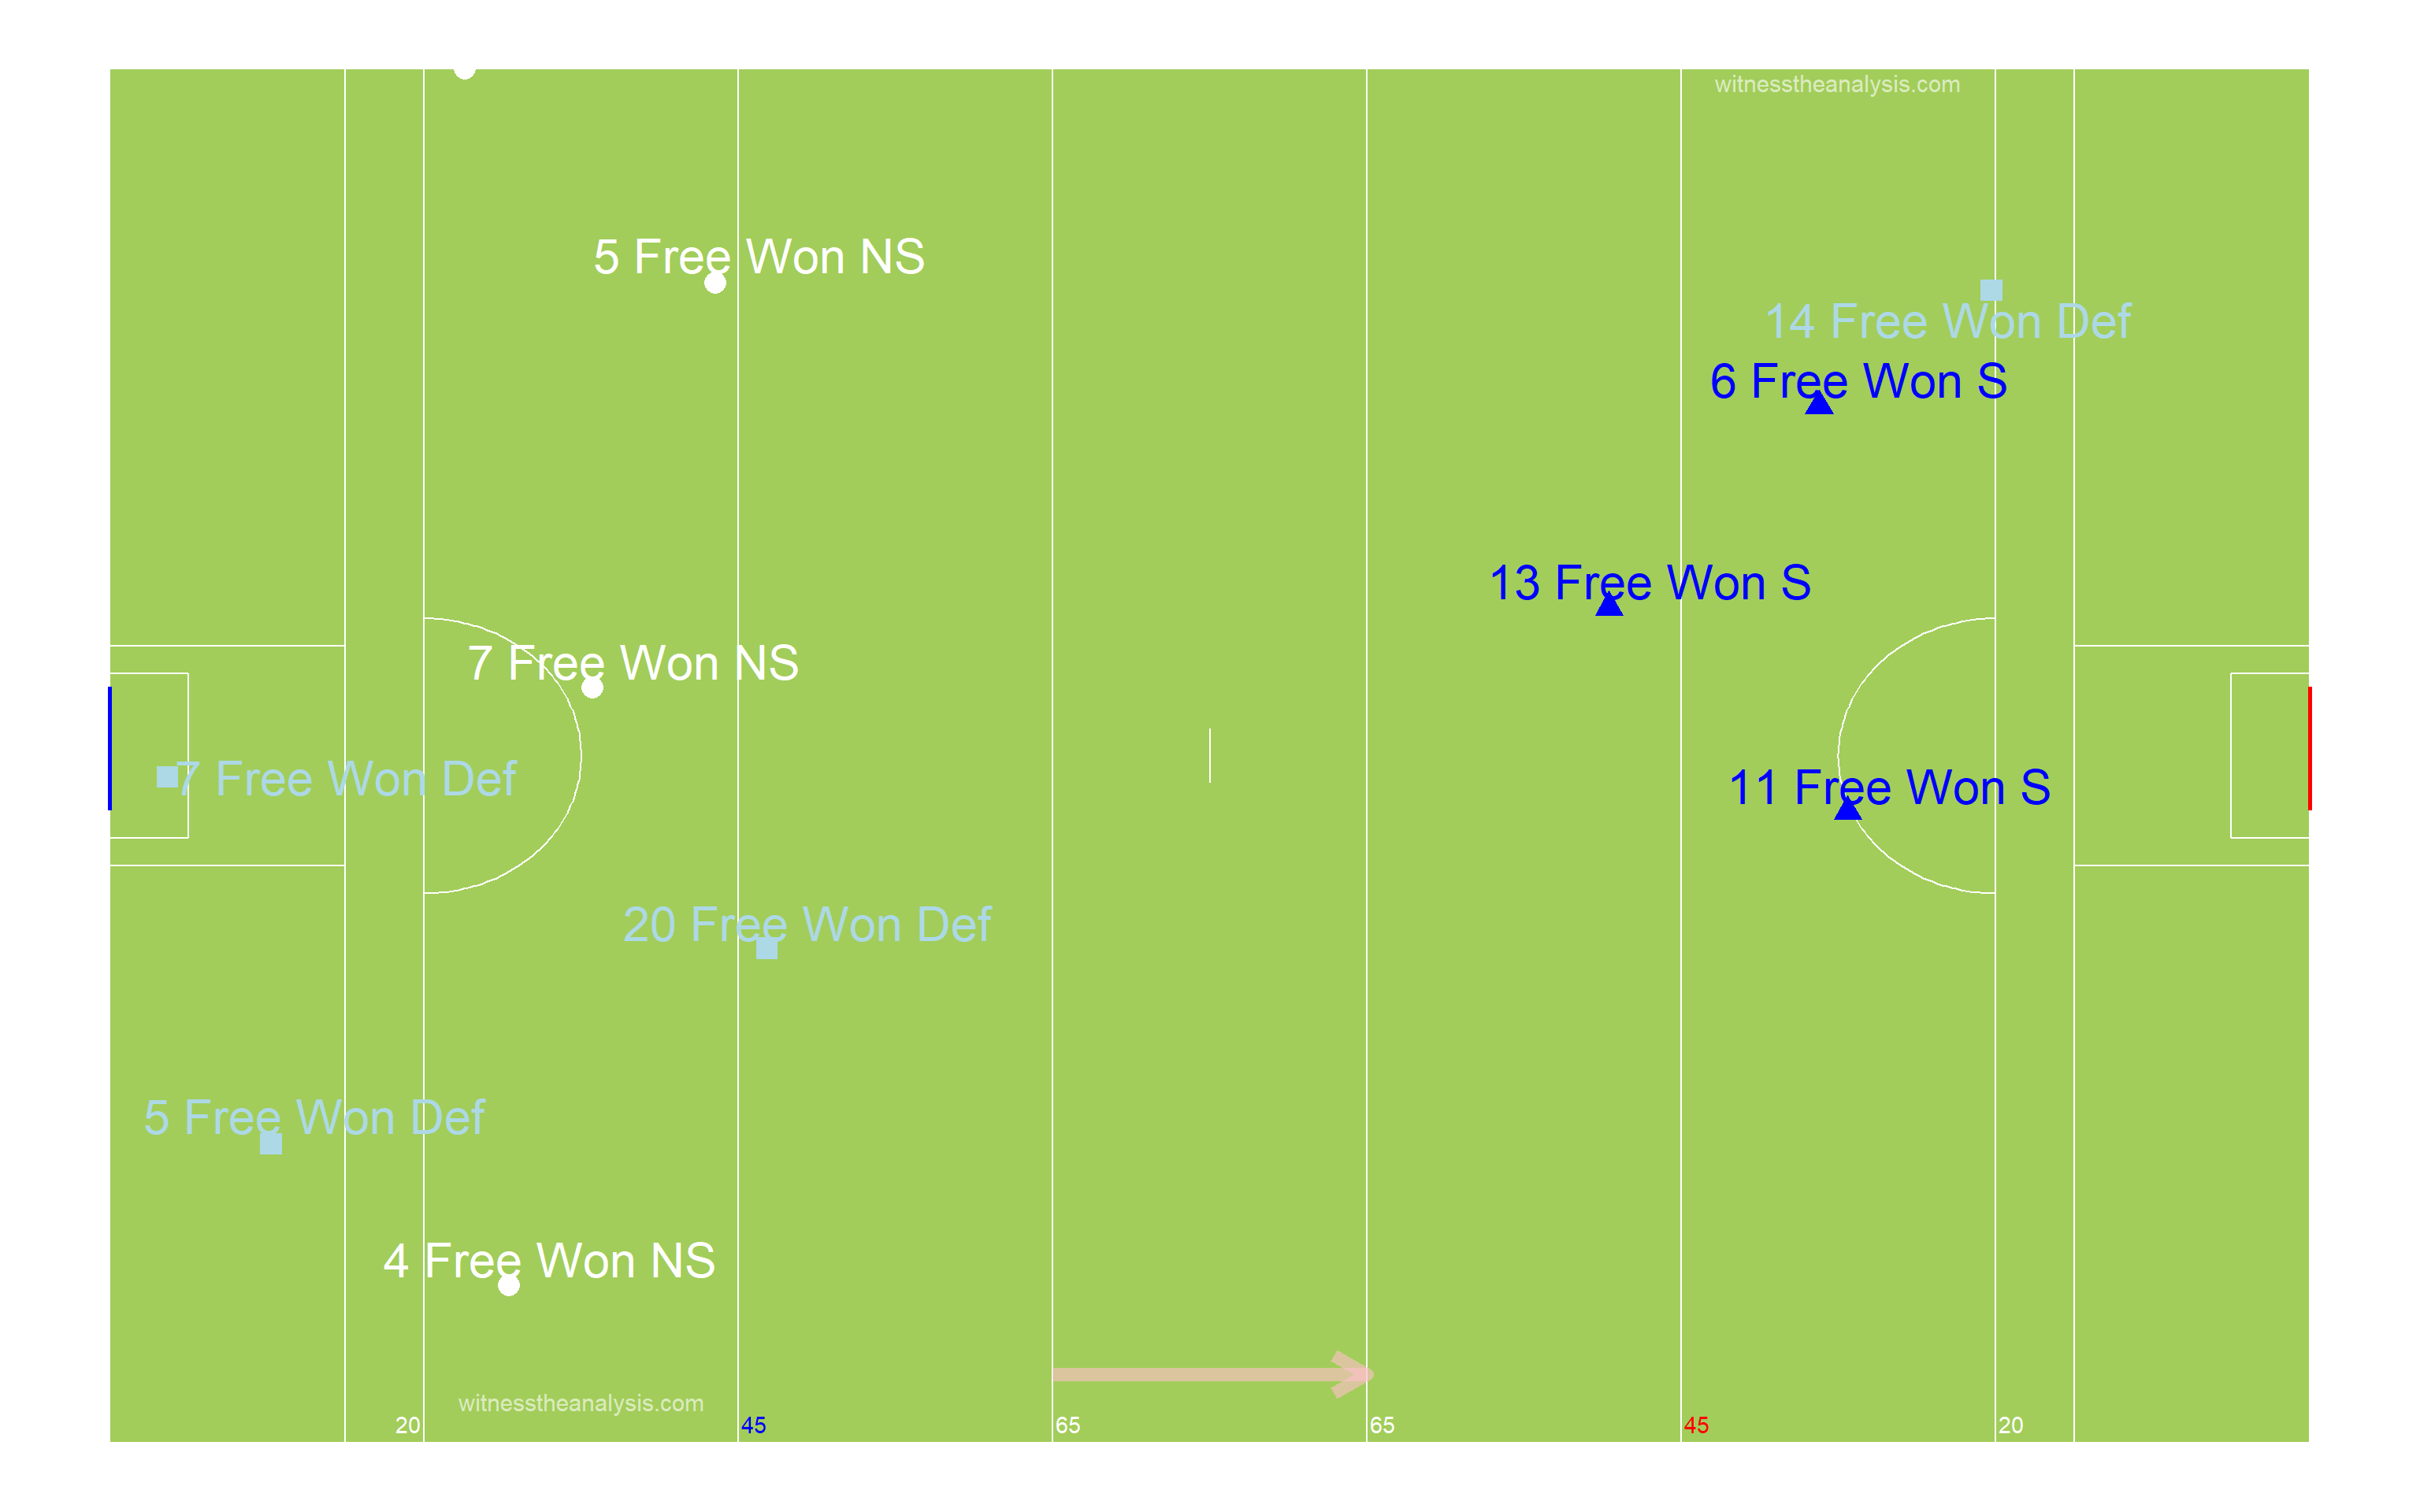 witnesstheanalysis.com
5 Free Won NS
14 Free Won Def
6 Free Won S
13 Free Won S
7 Free Won NS
7 Free Won Def
11 Free Won S
20 Free Won Def
5 Free Won Def
4 Free Won NS
witnesstheanalysis.com
20 45 65 65 45 20